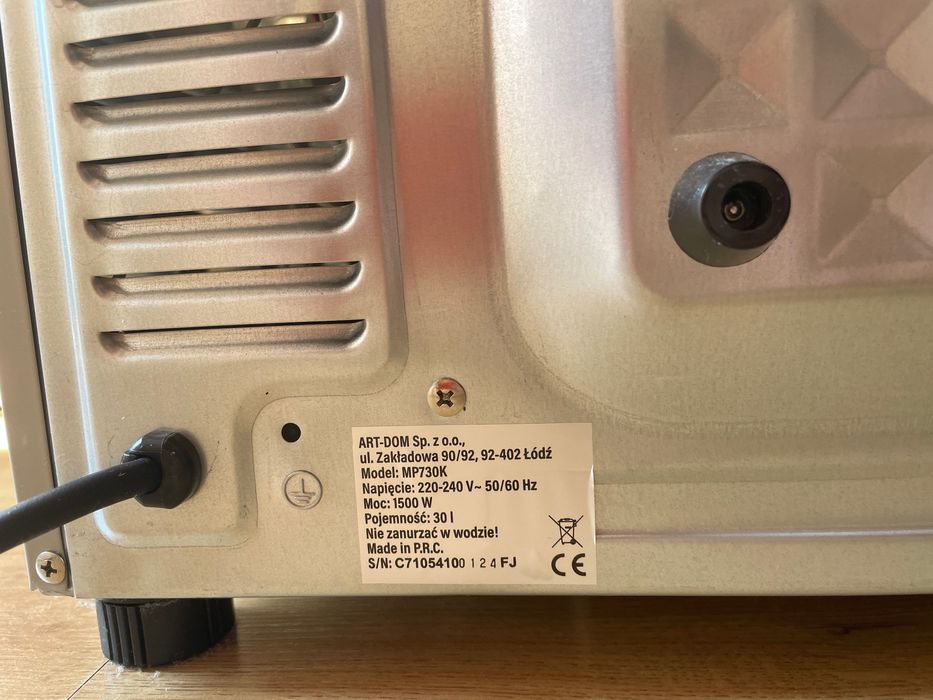 ART-DOM Sp. z o.o.,
ul. Zakładowa 90/92, 92-402 Łódź
Model: MP730K
Napięcie: 220-240 V~ 50/60 Hz
Moc: 1500 W
Pojemność: 30 l
Nie zanurzać w wodzie!
Made in P.R.C.
S/N: C71054100 1 2 4 FJ
CE